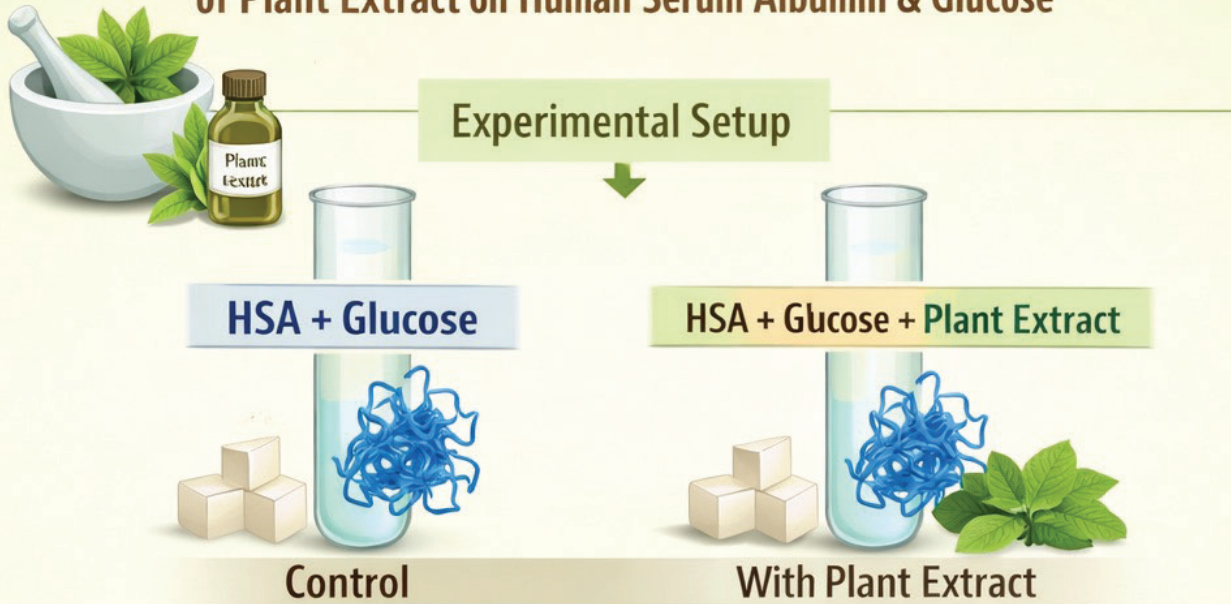 of Plant Extract on Human Serum Albumin & Glucose
Experimental Setup
HSA + Glucose
HSA + Glucose + Plant Extract
Control
With Plant Extract